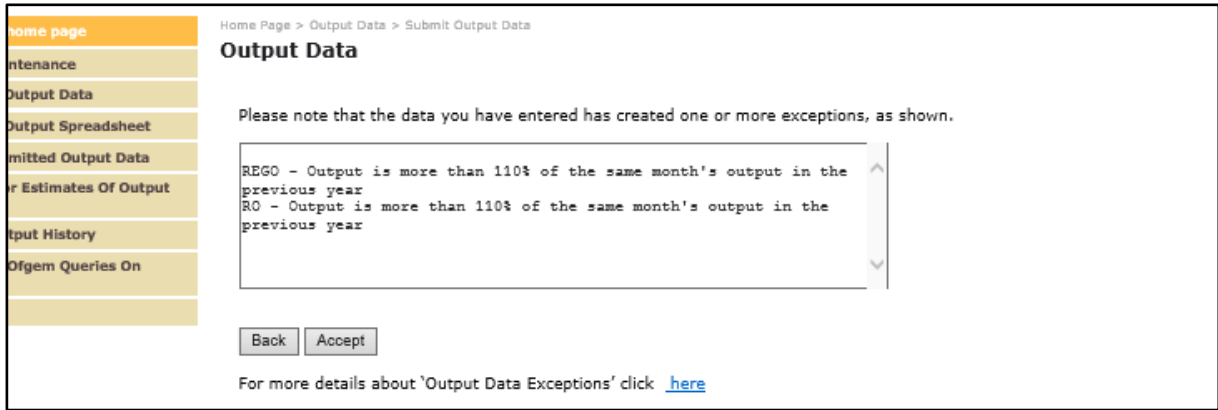 home page
ntenance
Output Data
Output Spreadsheet
mitted Output Data
r Estimates Of Output
tput History
Ofgem Queries On
Home Page > Output Data > Submit Output Data
Output Data
Please note that the data you have entered has created one or more exceptions, as shown.
REGO - Output is more than 110% of the same month's output in the
previous year
RO - Output is more than 110% of the same month's output in the
previous year
Back Accept
For more details about 'Output Data Exceptions' click here